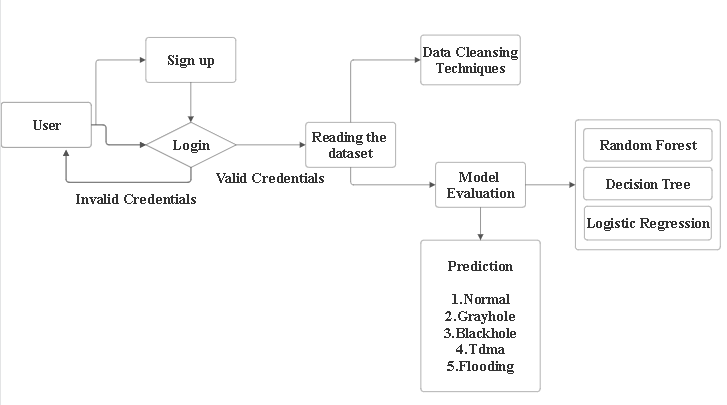 Sign up
User
Login
Invalid Credentials
Valid Credentials
Reading the
dataset
Data Cleansing
Techniques
Model
Evaluation
Random Forest
Decision Tree
Logistic Regression
Prediction
1.Normal
2.Grayhole
3.Blackhole
4.Tdma
5.Flooding